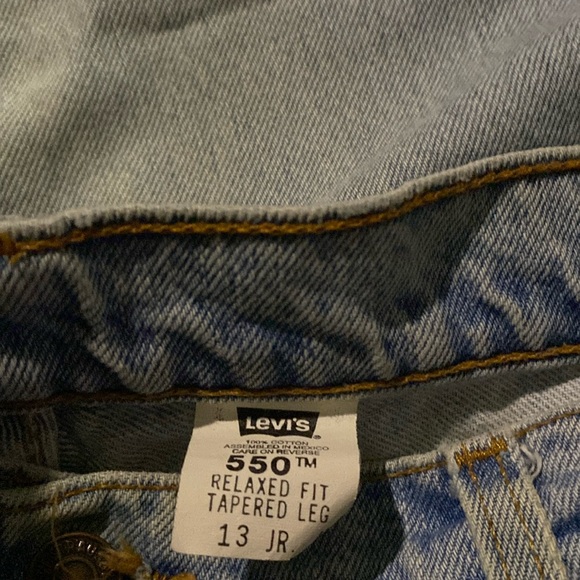 LEVI'S
®
100% COTTON
ASSEMBLED IN MEXICO
CARE ON REVERSE
550™
RELAXED FIT
TAPERED LEG
13 JR.